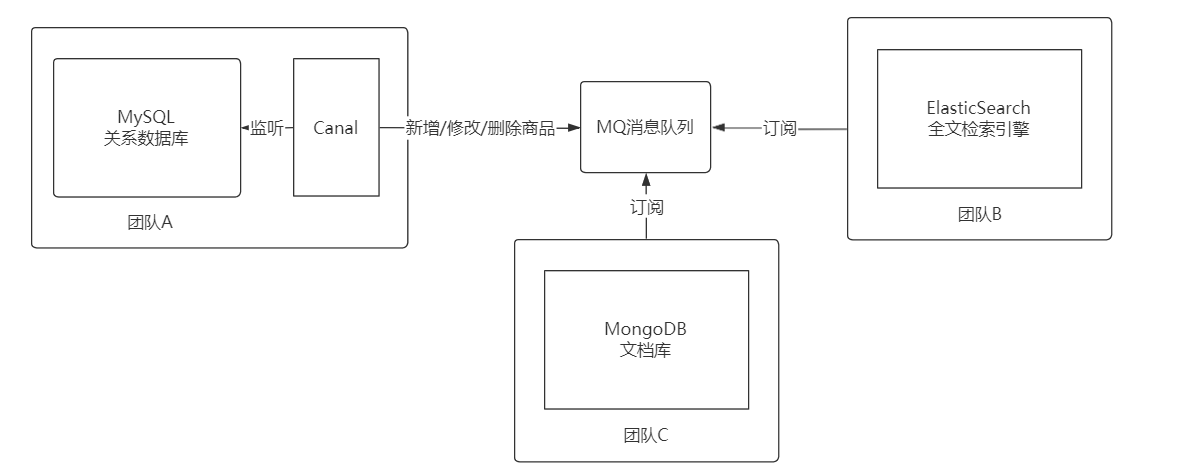 MySQL
关系数据库
监听
Canal
团队A
新增/修改/删除商品
MQ消息队列
订阅
ElasticSearch
全文检索引擎
团队B
订阅
MongoDB
文档库
团队C